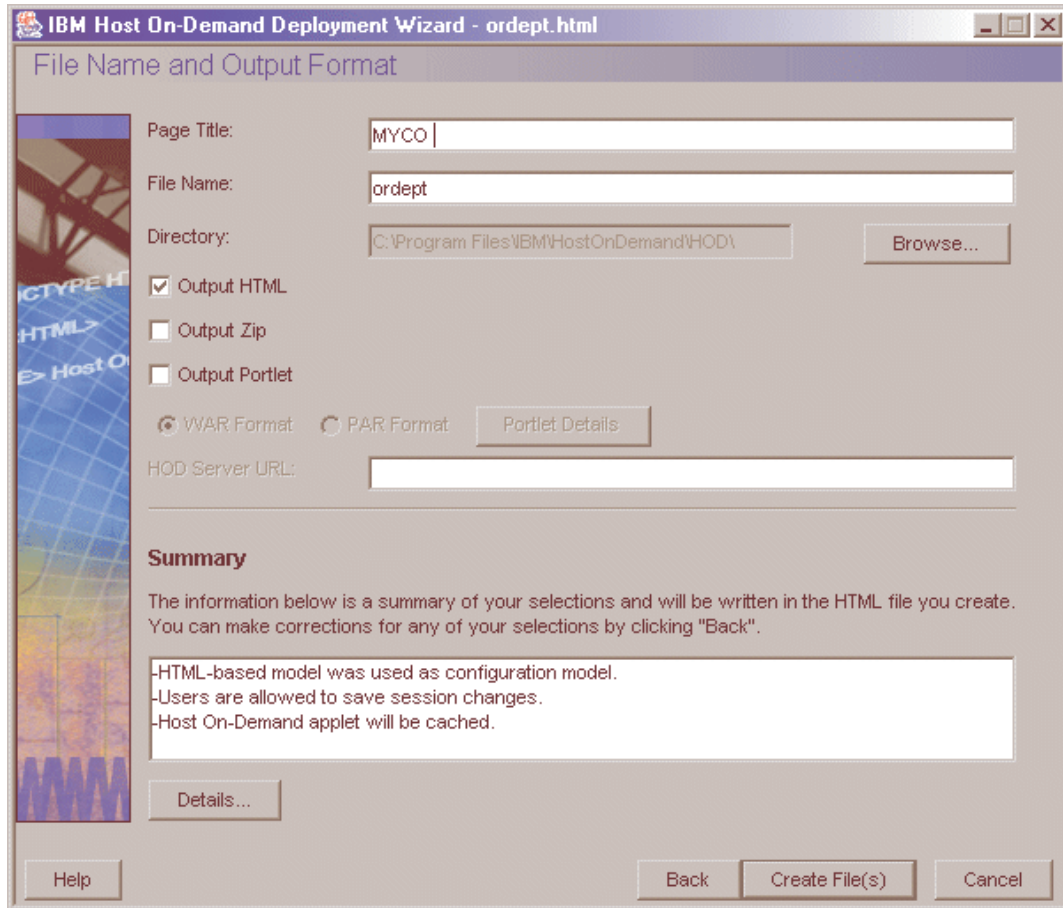 IBM Host On-Demand Deployment Wizard - ordept.html
File Name and Output Format
Page Title:
MYCO
File Name:
ordept
Directory:
C:\Program Files\IBM\HostOnDemand\HOD\
Browse...
Output HTML
Output Zip
Output Portlet
WAR Format
PAR Format
Portlet Details
HOD Server URL:
CTYPE HT
HTML>
E> Host On
Summary
The information below is a summary of your selections and will be written in the HTML file you create.
You can make corrections for any of your selections by clicking "Back".
-HTML-based model was used as configuration model.
-Users are allowed to save session changes.
-Host On-Demand applet will be cached.
Details...
Help
Back
Create File(s)
Cancel